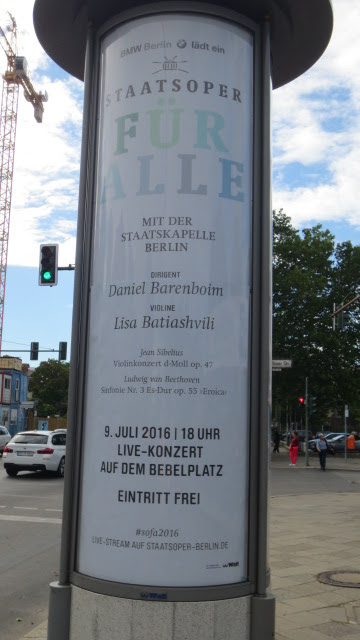 BMW Berlin lädt ein
STAATSOPER
FÜR
ALLE
MIT DER
STAATSKAPELLE
BERLIN
DIRIGENT
Daniel Barenboim
VIOLINE
Lisa Batiashvili
Jean Sibelius
Violinkonzert d-Moll op. 47
Ludwig van Beethoven
Sinfonie Nr. 3 Es-Dur op. 55 ›Eroica‹
9. JULI 2016 | 18 UHR
LIVE-KONZERT
AUF DEM BEBELPLATZ
EINTRITT FREI
#sofa2016
LIVE-STREAM AUF STAATSOPER-BERLIN.DE
Wall
Wall